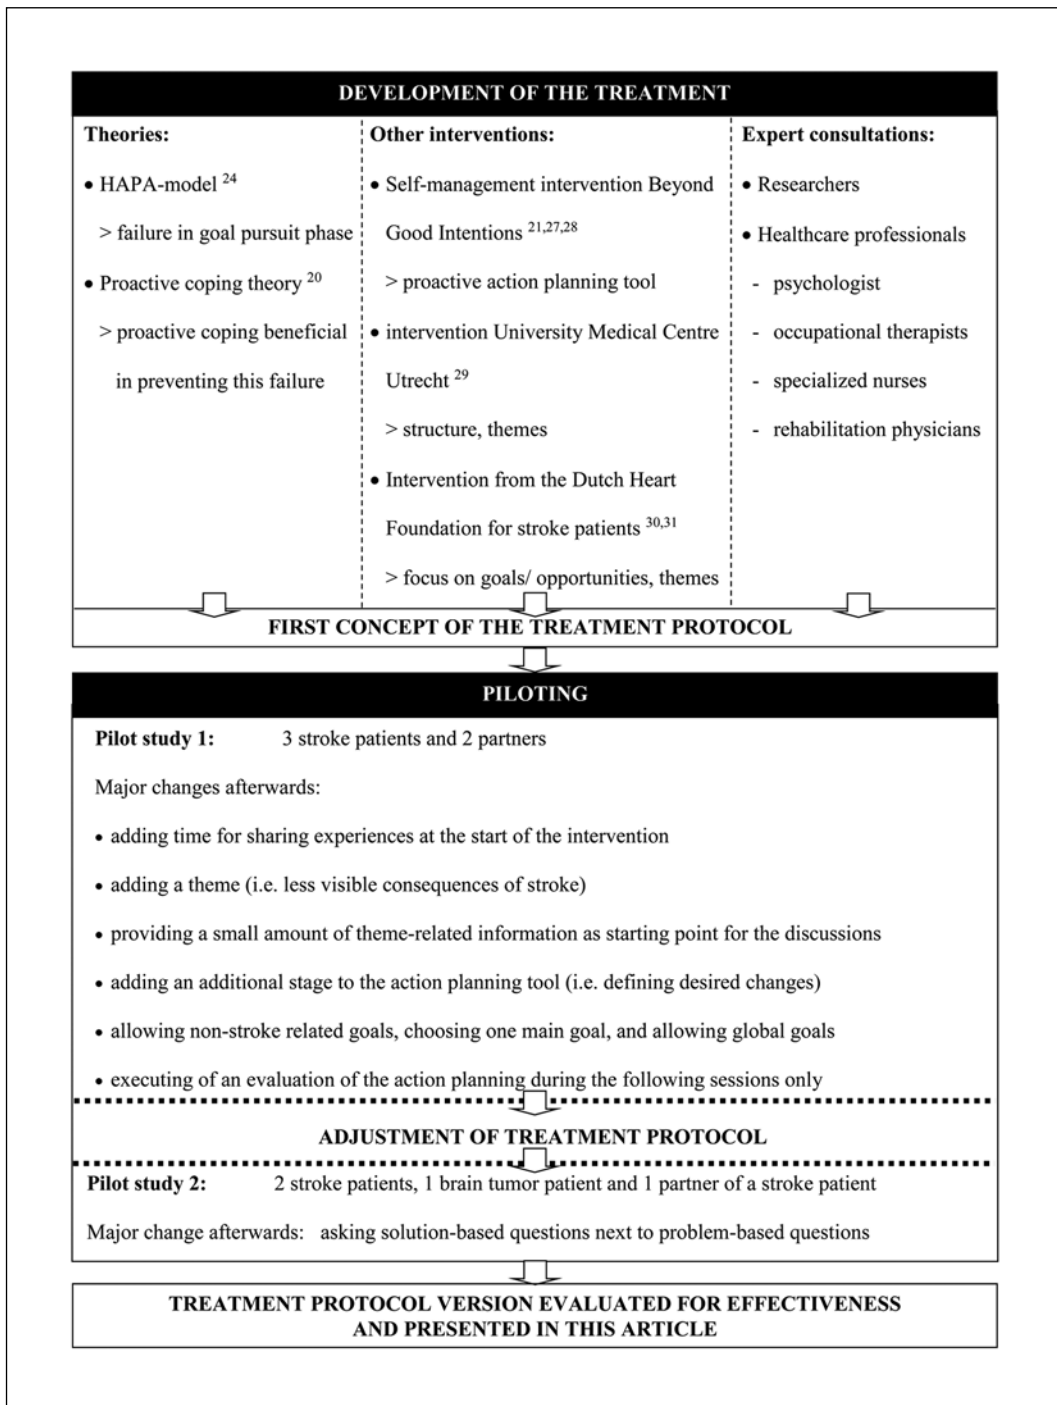 DEVELOPMENT OF THE TREATMENT
Theories:
• HAPA-model 24
> failure in goal pursuit phase
• Proactive coping theory 20
> proactive coping beneficial
in preventing this failure
Other interventions:
• Self-management intervention Beyond
Good Intentions 21,27,28
> proactive action planning tool
• intervention University Medical Centre
Utrecht 29
> structure, themes
• Intervention from the Dutch Heart
Foundation for stroke patients 30,31
> focus on goals/ opportunities, themes
Expert consultations:
• Researchers
• Healthcare professionals
- psychologist
- occupational therapists
- specialized nurses
- rehabilitation physicians
FIRST CONCEPT OF THE TREATMENT PROTOCOL
PILOTING
Pilot study 1: 3 stroke patients and 2 partners
Major changes afterwards:
• adding time for sharing experiences at the start of the intervention
• adding a theme (i.e. less visible consequences of stroke)
• providing a small amount of theme-related information as starting point for the discussions
• adding an additional stage to the action planning tool (i.e. defining desired changes)
• allowing non-stroke related goals, choosing one main goal, and allowing global goals
• executing of an evaluation of the action planning during the following sessions only
ADJUSTMENT OF TREATMENT PROTOCOL
Pilot study 2: 2 stroke patients, 1 brain tumor patient and 1 partner of a stroke patient
Major change afterwards: asking solution-based questions next to problem-based questions
TREATMENT PROTOCOL VERSION EVALUATED FOR EFFECTIVENESS
AND PRESENTED IN THIS ARTICLE